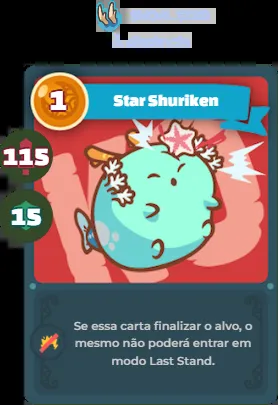 1
Star Shuriken
115
15
Se essa carta finalizar o alvo, o
mesmo não poderá entrar em
modo Last Stand.